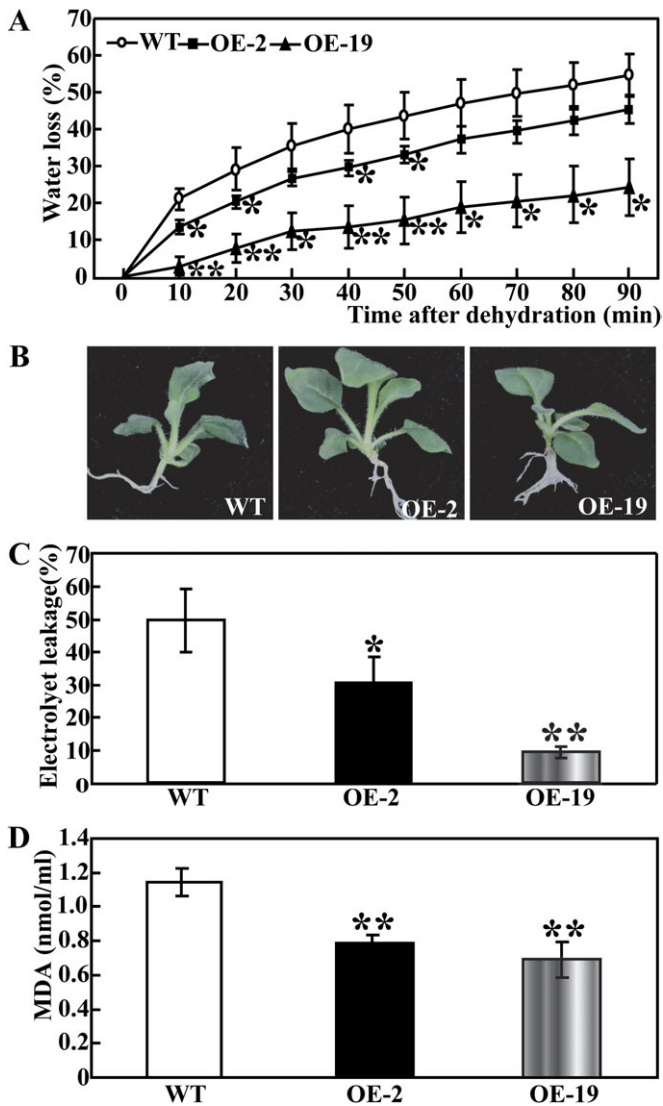 A
WT OE-2 OE-19
Water loss (%)
70
60
50
40
30
20
10
0
* * * *
** ** * ** ** * * * *
0 10 20 30 40 50 60 70 80 90
Time after dehydration (min)
B
WT OE-2 OE-19
C
Electrolyet leakage(%)
70
60
50
40
30
20
10
0
* **
WT OE-2 OE-19
D
MDA (nmol/ml)
1.4
1.2
1.0
0.8
0.6
0.4
0.2
0
** **
WT OE-2 OE-19